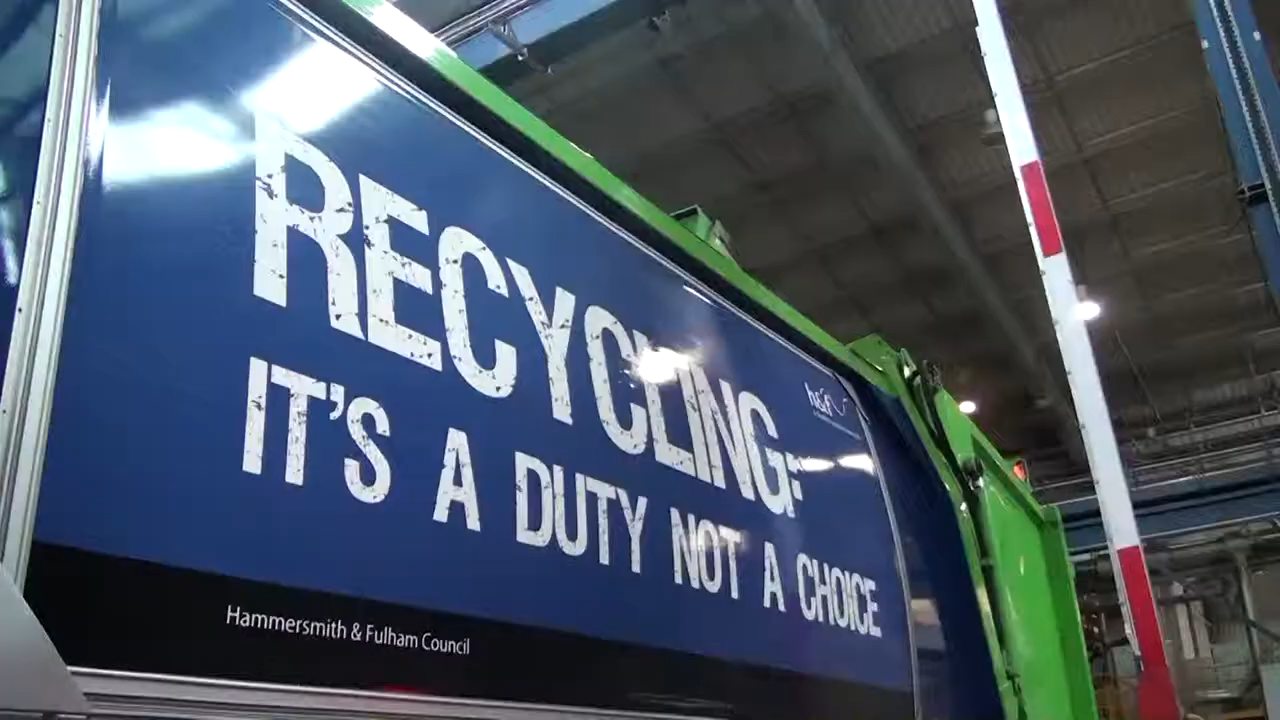 RECYCLING:
IT'S A DUTY NOT A CHOICE
h&f
Hammersmith & Fulham Council